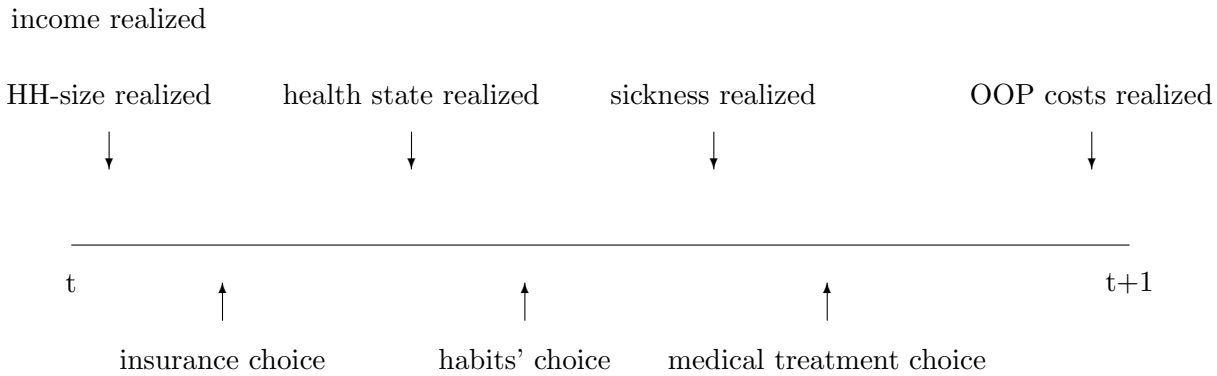 income realized
HH-size realized
health state realized
sickness realized
OOP costs realized
t
t+1
insurance choice
habits' choice
medical treatment choice